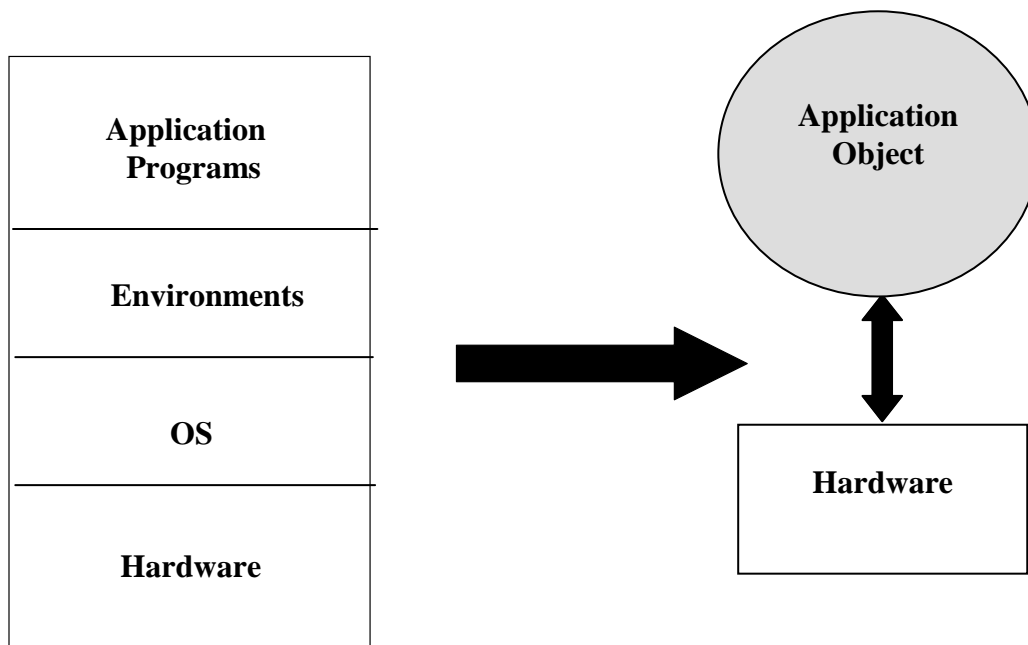 Application
Programs
Environments
OS
Hardware
Application
Object
Hardware